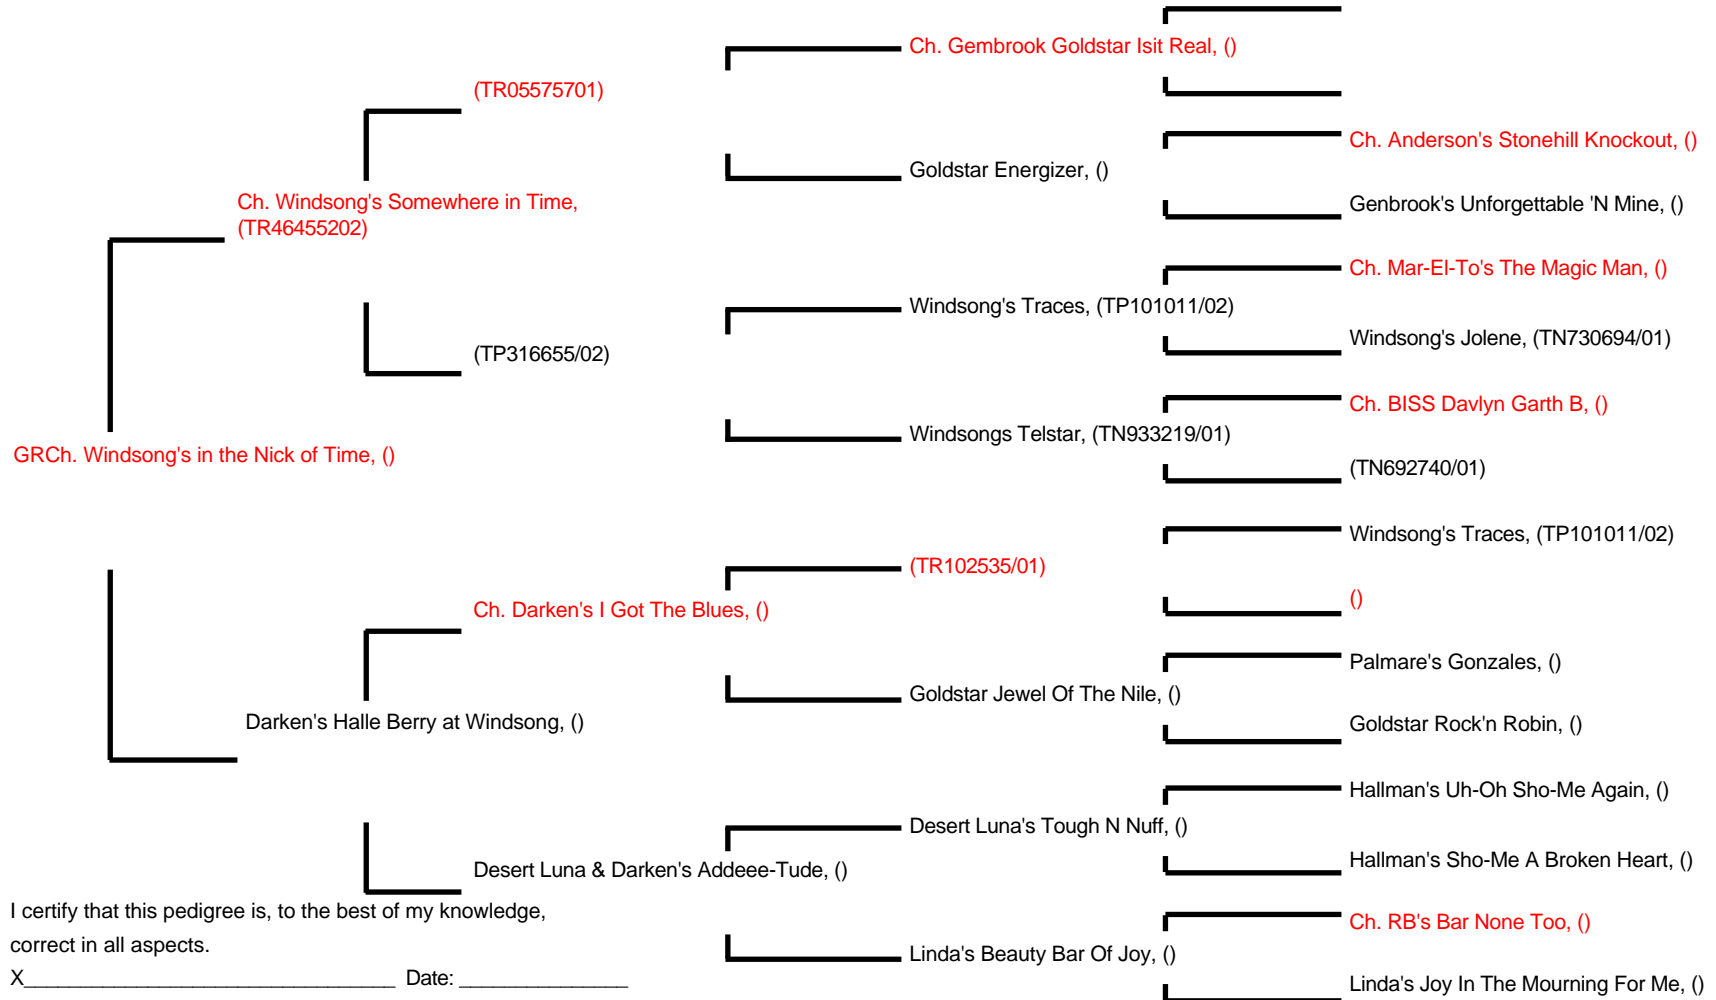 Ch. Gembrook Goldstar Isit Real, ()
(TR05575701)
Ch. Anderson's Stonehill Knockout, ()
Goldstar Energizer, ()
Ch. Windsong's Somewhere in Time,
(TR46455202)
Genbrook's Unforgettable 'N Mine, ()
Ch. Mar-El-To's The Magic Man, ()
Windsong's Traces, (TP101011/02)
Windsong's Jolene, (TN730694/01)
(TP316655/02)
Ch. BISS Davlyn Garth B, ()
Windsongs Telstar, (TN933219/01)
GRCh. Windsong's in the Nick of Time, ()
(TN692740/01)
Windsong's Traces, (TP101011/02)
(TR102535/01)
()
Ch. Darken's I Got The Blues, ()
Palmare's Gonzales, ()
Goldstar Jewel Of The Nile, ()
Darken's Halle Berry at Windsong, ()
Goldstar Rock'n Robin, ()
Hallman's Uh-Oh Sho-Me Again, ()
Desert Luna's Tough N Nuff, ()
Hallman's Sho-Me A Broken Heart, ()
Desert Luna & Darken's Addeee-Tude, ()
Ch. RB's Bar None Too, ()
Linda's Beauty Bar Of Joy, ()
Linda's Joy In The Mourning For Me, ()
I certify that this pedigree is, to the best of my knowledge,
correct in all aspects.
X_________________________________ Date: _______________